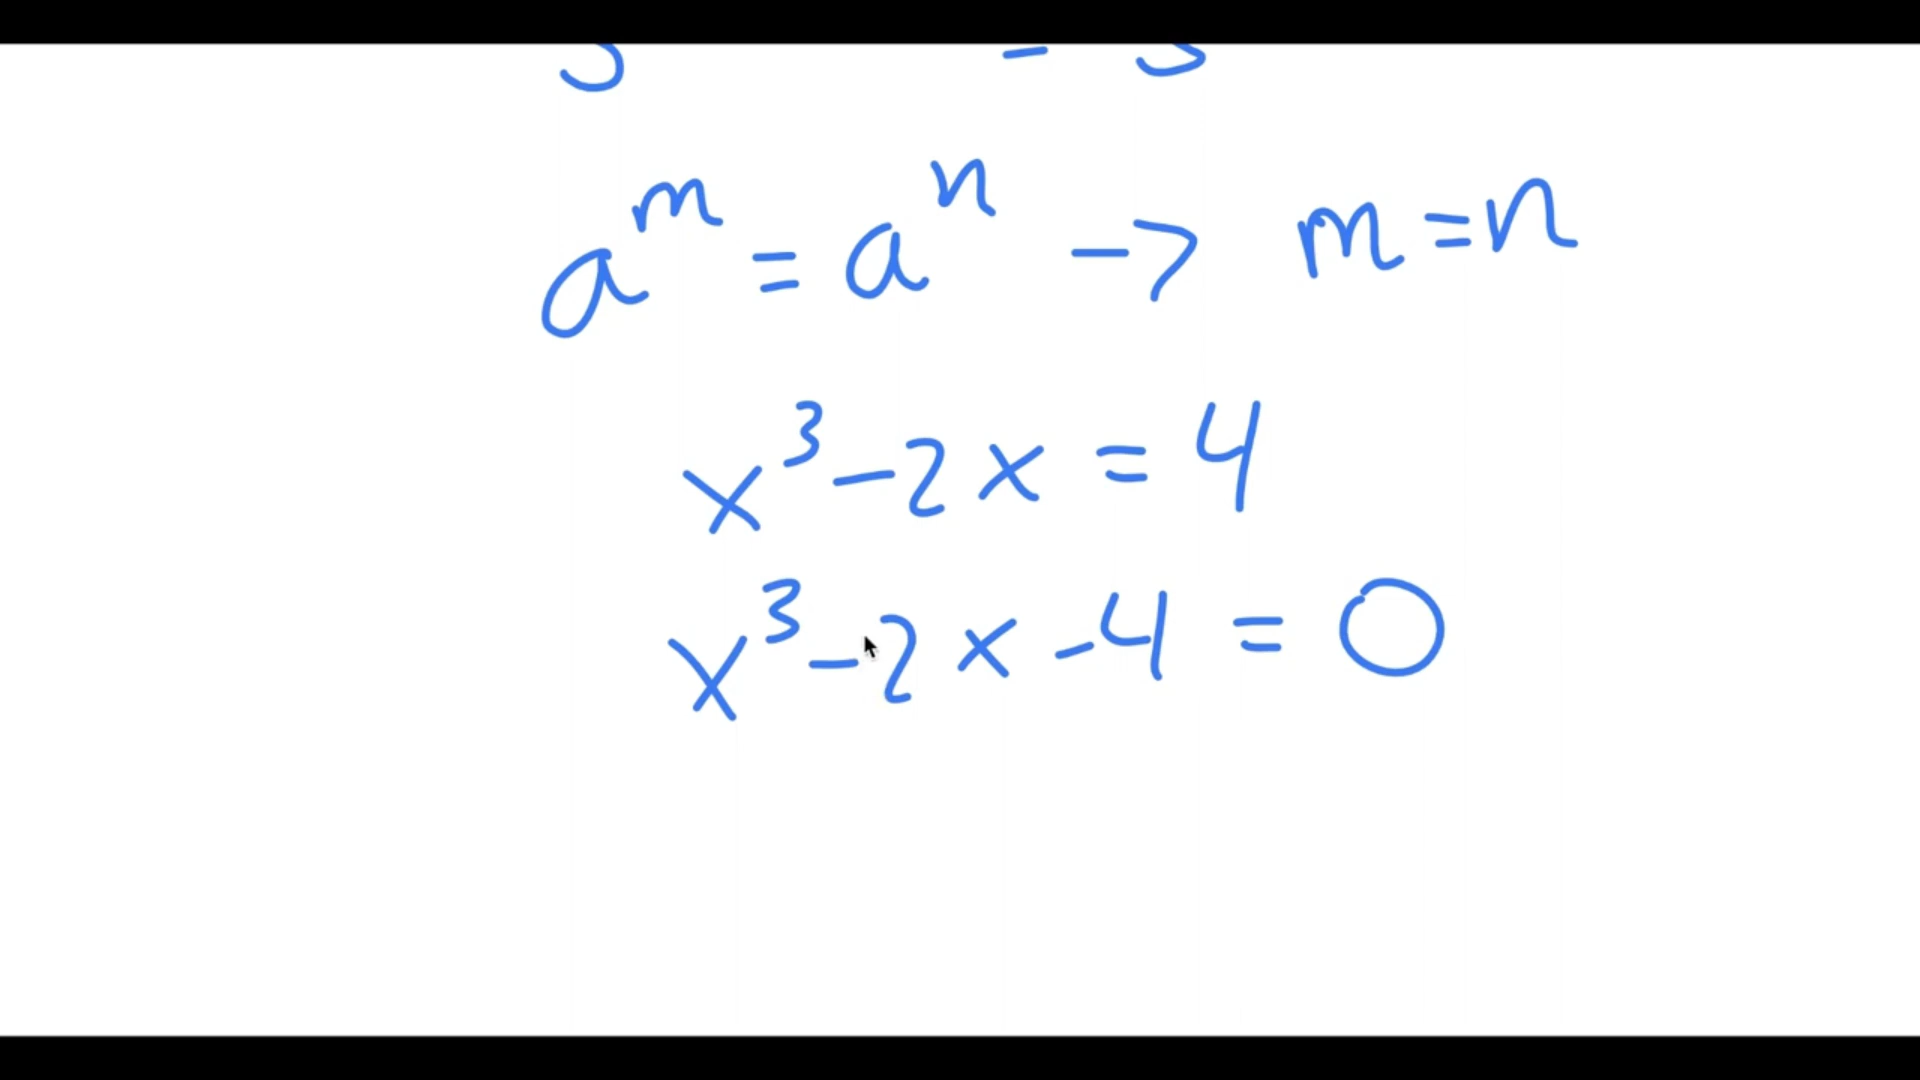 a^m = a^n -> m = n
x^3 - 2x = 4
x^3 - 2x - 4 = 0